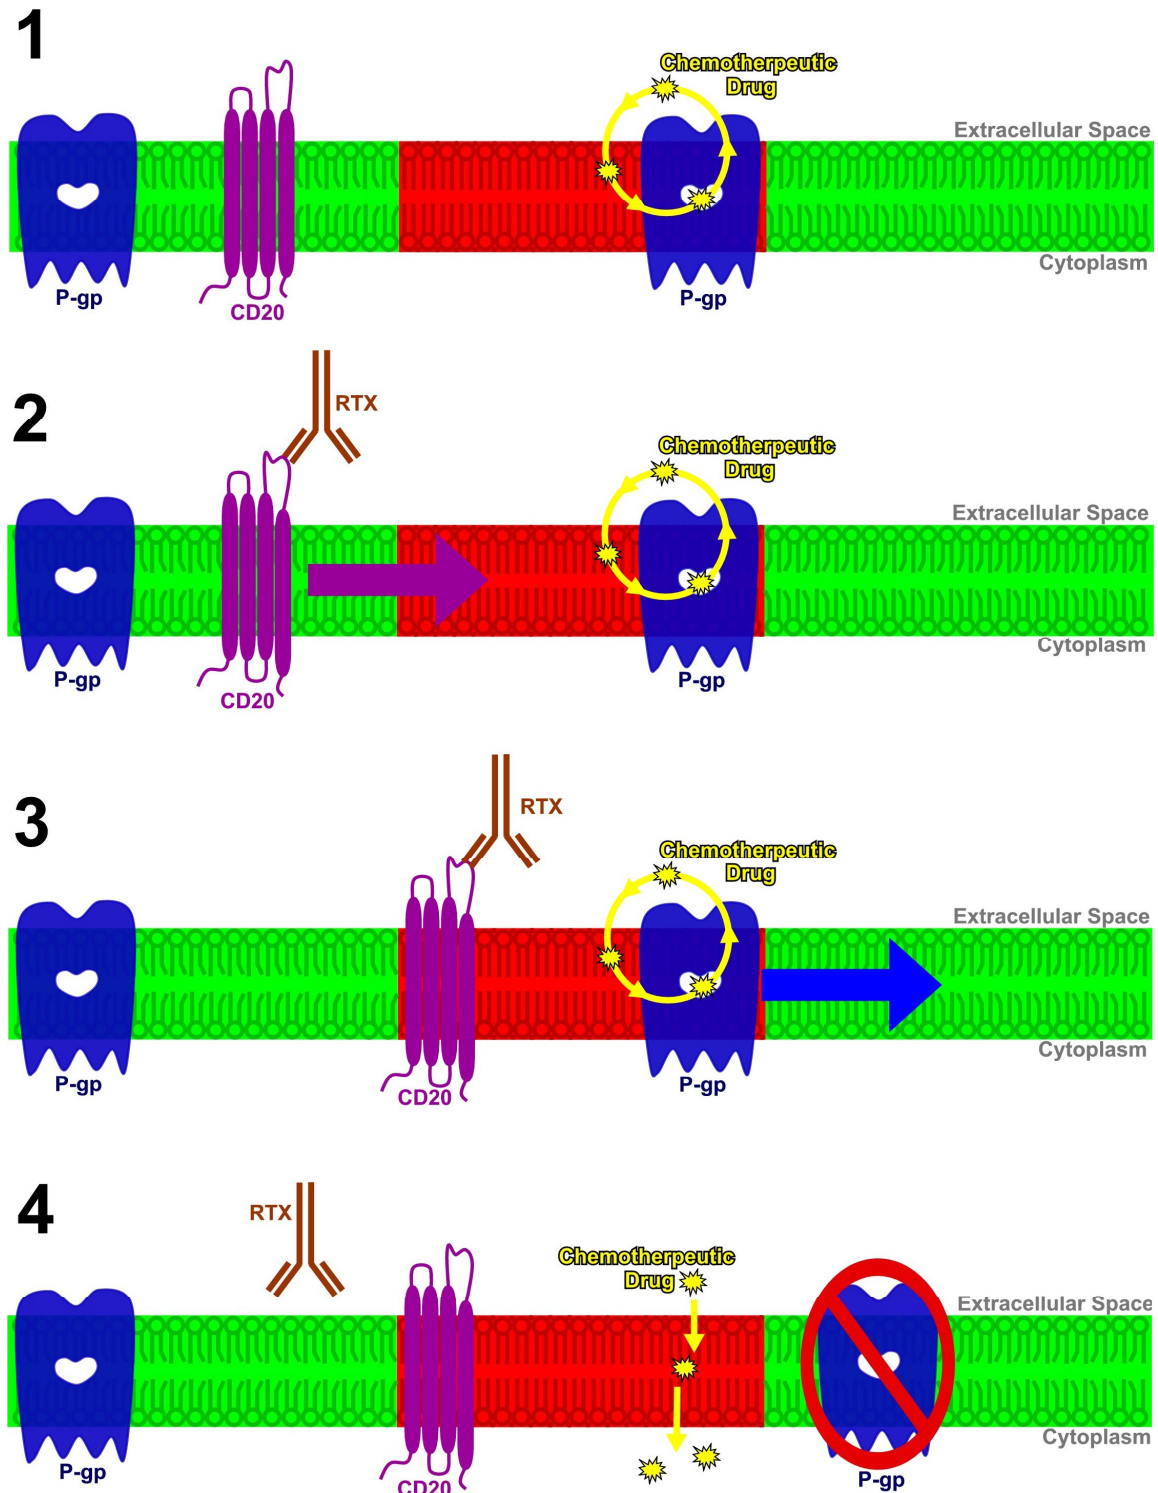 1
Chemotherpeutic
Drug
Extracellular Space
Cytoplasm
P-gp
CD20
P-gp
2
RTX
Chemotherpeutic
Drug
Extracellular Space
Cytoplasm
P-gp
CD20
P-gp
3
RTX
Chemotherpeutic
Drug
Extracellular Space
Cytoplasm
P-gp
CD20
P-gp
4
RTX
Chemotherpeutic
Drug
Extracellular Space
Cytoplasm
P-gp
CD20
P-gp